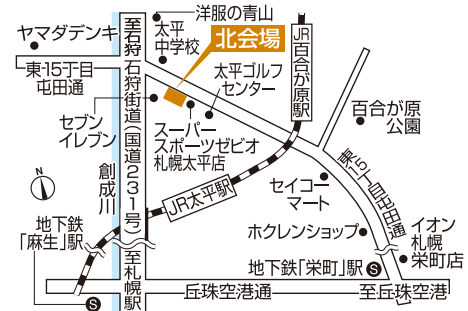 洋服の青山
ヤマダデンキ
至石狩
太平
中学校
北会場
JR
百合が原駅
東15丁目
屯田通
石狩街道(国道231号)
太平ゴルフ
センター
百合が原
公園
セブン
イレブン
スーパー
スポーツゼビオ
札幌太平店
東15丁目屯田通
N
創成川
JR太平駅
セイコー
マート
地下鉄
「麻生」駅
ホクレンショップ
イオン
札幌
栄町店
至札幌駅
地下鉄「栄町」駅
S
S
丘珠空港通
至丘珠空港